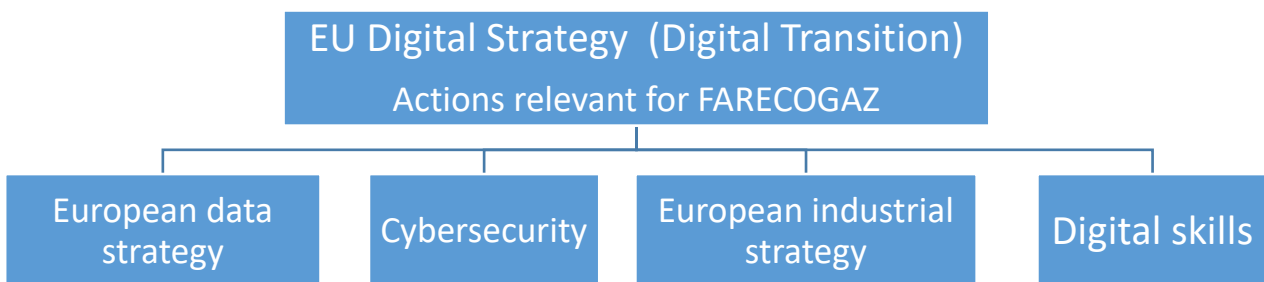 EU Digital Strategy (Digital Transition)
Actions relevant for FARECOGAZ
European data
strategy
Cybersecurity
European industrial
strategy
Digital skills